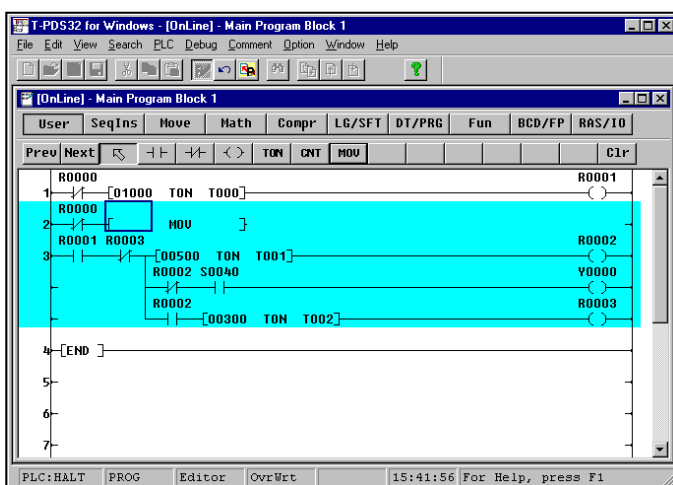 T-PDS32 for Windows - [OnLine] - Main Program Block 1
File Edit View Search PLC Debug Comment Option Window Help
[OnLine] - Main Program Block 1
User SeqIns Move Math Compr LG/SFT DT/PRG Fun BCD/FP RAS/IO
Prev Next TON CNT MOV Clr
R0000 R0001
1 [01000 TON T000] ( )
R0000
2 [ MOV ]
R0001 R0003 R0002
3 [00500 TON T001] ( )
R0002 S0040 Y0000
( )
R0002 R0003
[00300 TON T002] ( )
4 [END ]
5
6
7
PLC:HALT PROG Editor OvrWrt 15:41:56 For Help, press F1